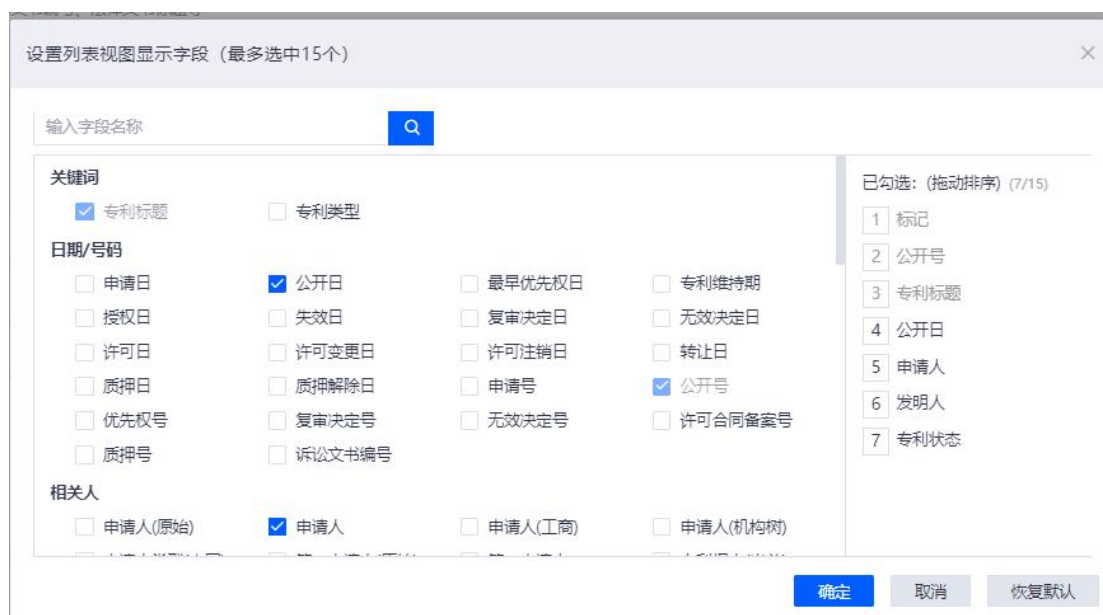 设置列表视图显示字段（最多选中15个）
输入字段名称
关键词
专利标题 专利类型
日期/号码
申请日 公开日 最早优先权日 专利维持期
授权日 失效日 复审决定日 无效决定日
许可日 许可变更日 许可注销日 转让日
质押日 质押解除日 申请号 公开号
优先权号 复审决定号 无效决定号 许可合同备案号
质押号 诉讼文书编号
相关人
申请人(原始) 申请人 申请人(工商) 申请人(机构树)
已勾选：(拖动排序) (7/15)
1 标记
2 公开号
3 专利标题
4 公开日
5 申请人
6 发明人
7 专利状态
确定 取消 恢复默认